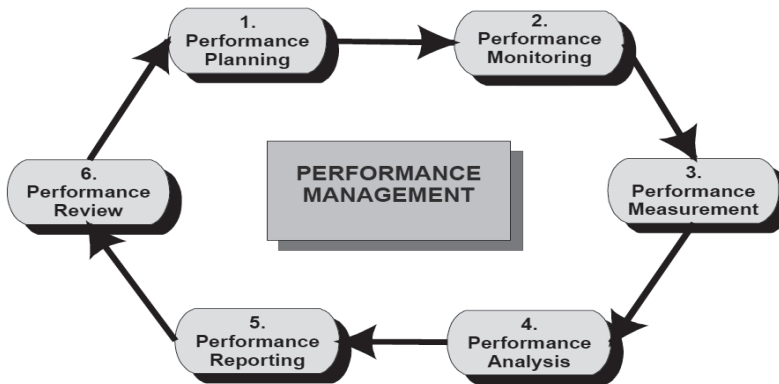 1.
Performance
Planning
2.
Performance
Monitoring
PERFORMANCE
MANAGEMENT
3.
Performance
Measurement
4.
Performance
Analysis
5.
Performance
Reporting
6.
Performance
Review